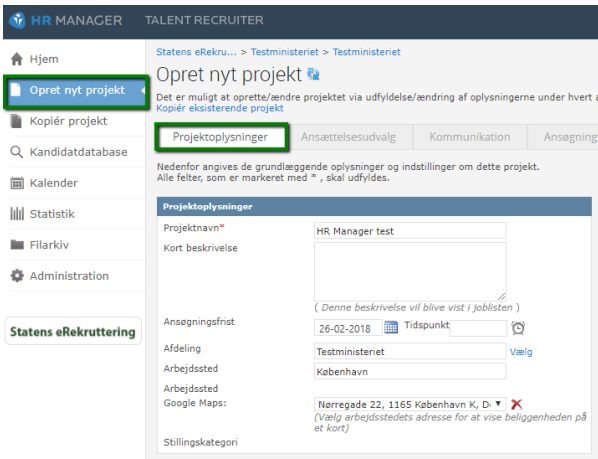 HR MANAGER TALENT RECRUITER
Hjem
Opret nyt projekt
Kopiér projekt
Kandidatdatabase
Kalender
Statistik
Filarkiv
Administration
Statens eRekruttering
Statens eRekru... > Testministeriet > Testministeriet
Opret nyt projekt
Det er muligt at oprette/ændre projektet via udfyldelse/ændring af oplysningerne under hvert a
Kopiér eksisterende projekt
Projektoplysninger Ansættelsesudvalg Kommunikation Ansøgning
Nedenfor angives de grundlæggende oplysninger og indstillinger om dette projekt.
Alle felter, som er markeret med * , skal udfyldes.
Projektoplysninger
Projektnavn* HR Manager test
Kort beskrivelse
( Denne beskrivelse vil blive vist i joblisten )
Ansøgningsfrist 26-02-2018 Tidspunkt
Afdeling Testministeriet Vælg
Arbejdssted København
Arbejdssted
Google Maps: Nørregade 22, 1165 København K, D
(Vælg arbejdsstedets adresse for at vise beliggenheden på
et kort)
Stillingskategori